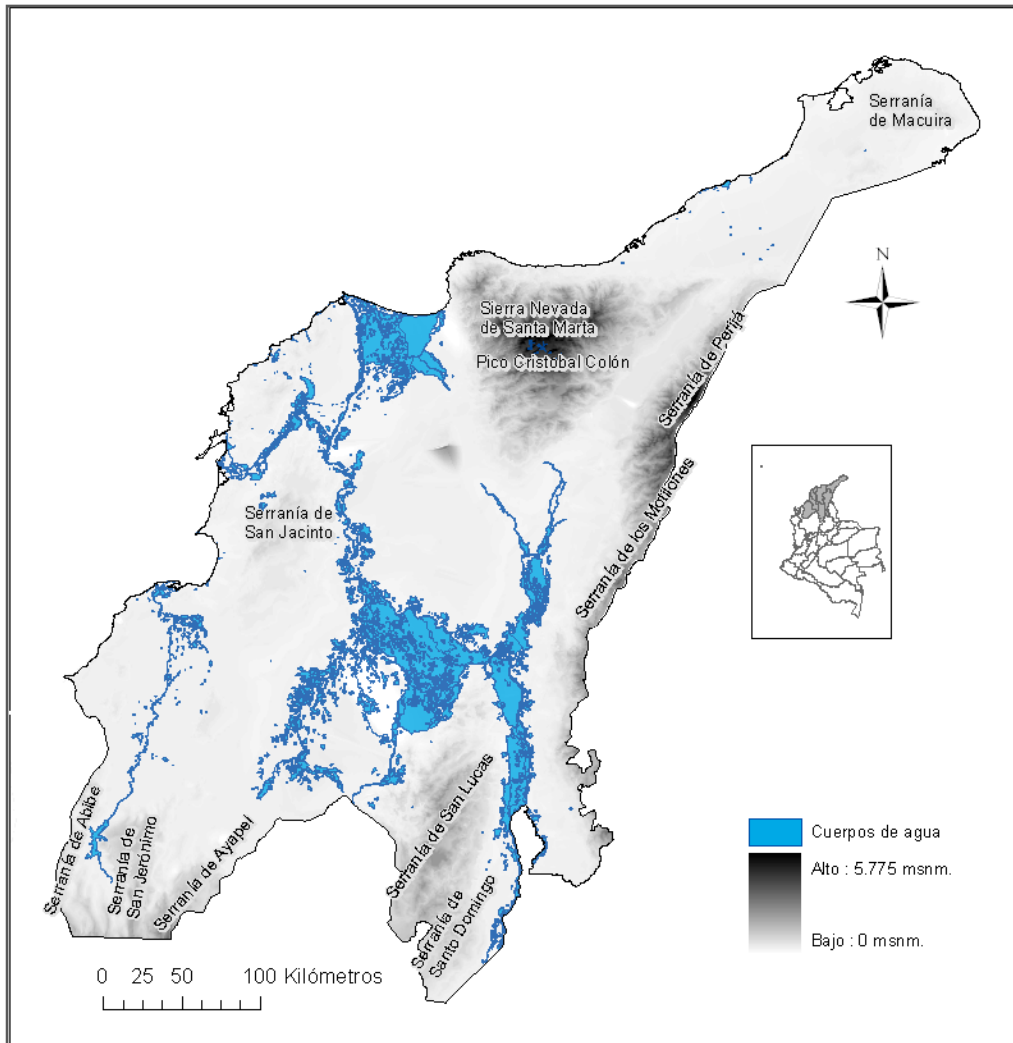 Serranía
de Macuira
N
Sierra Nevada
de Santa Marta
Pico Cristobal Colón
Serranía de Perijá
Serranía de los Motilones
Serranía de
San Jacinto
Serranía de San Lucas
Serranía de
Santo Domingo
Serranía de Abibe
Serranía de
San Jerónimo
Serranía de Ayapel
Cuerpos de agua
Alto : 5.775 msnm.
Bajo : 0 msnm.
0 25 50 100 Kilómetros